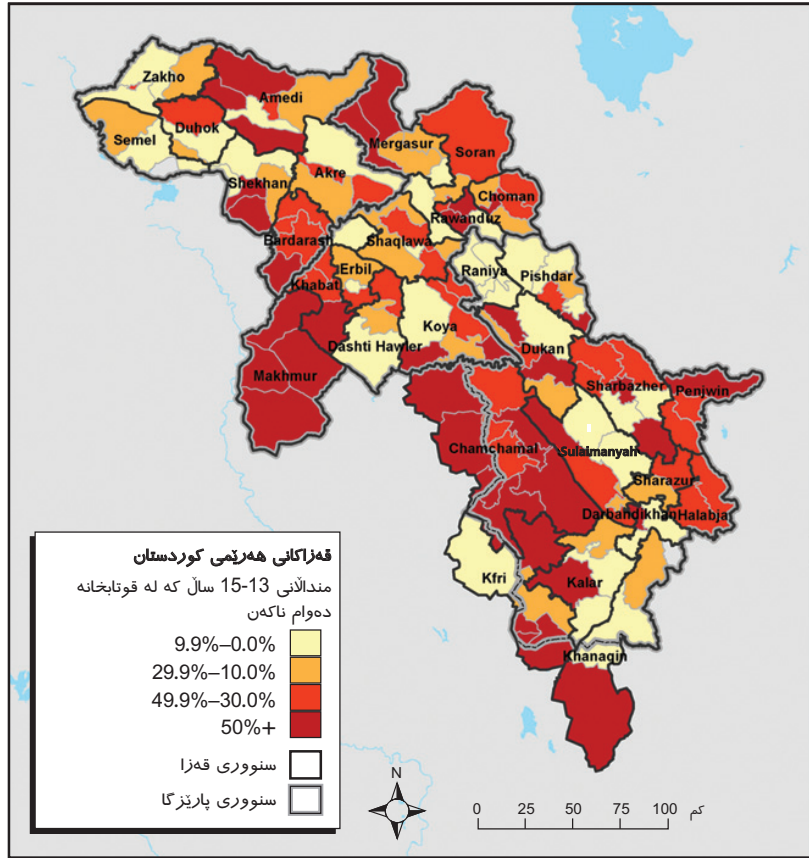 Zakho
Amedi
Duhok
Semel
Mergasur
Soran
Akre
Shekhan
Choman
Rawanduz
Bardarash
Shaqlawa
Erbil
Raniya
Pishdar
Khabat
Koya
Dashti Hawler
Dukan
Makhmur
Sharbazher
Penjwin
Chamchamal
Sulaimanyah
Sharazur
Darbandikhan
Halabja
Kfri
Kalar
Khanaqin
قەزاکانی هەرێمی کوردستان
منداڵانی 13-15 ساڵ کە لە قوتابخانە
دەوام ناکەن
9.9%–0.0%
29.9%–10.0%
49.9%–30.0%
50%+
سنووری قەزا
سنووری پارێزگا
N
0 25 50 75 100 کم